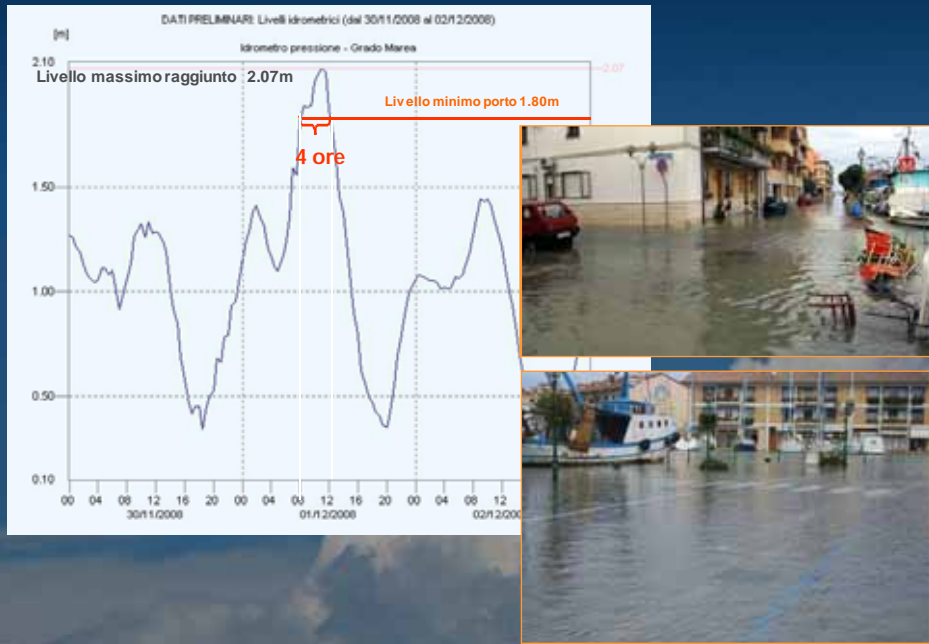 DATI PRELIMINARI: Livelli idrometrici (dal 30/11/2008 al 02/12/2008)
[m]
Idrometro pressione - Grado Marea
2.10
2.07
Livello massimo raggiunto 2.07m
Livello minimo porto 1.80m
4 ore
1.50
1.00
0.50
0.10
00 04 08 12 16 20 00 04 08 12 16 20 00 04 08 12
30/11/2008 01/12/2008 02/12/200